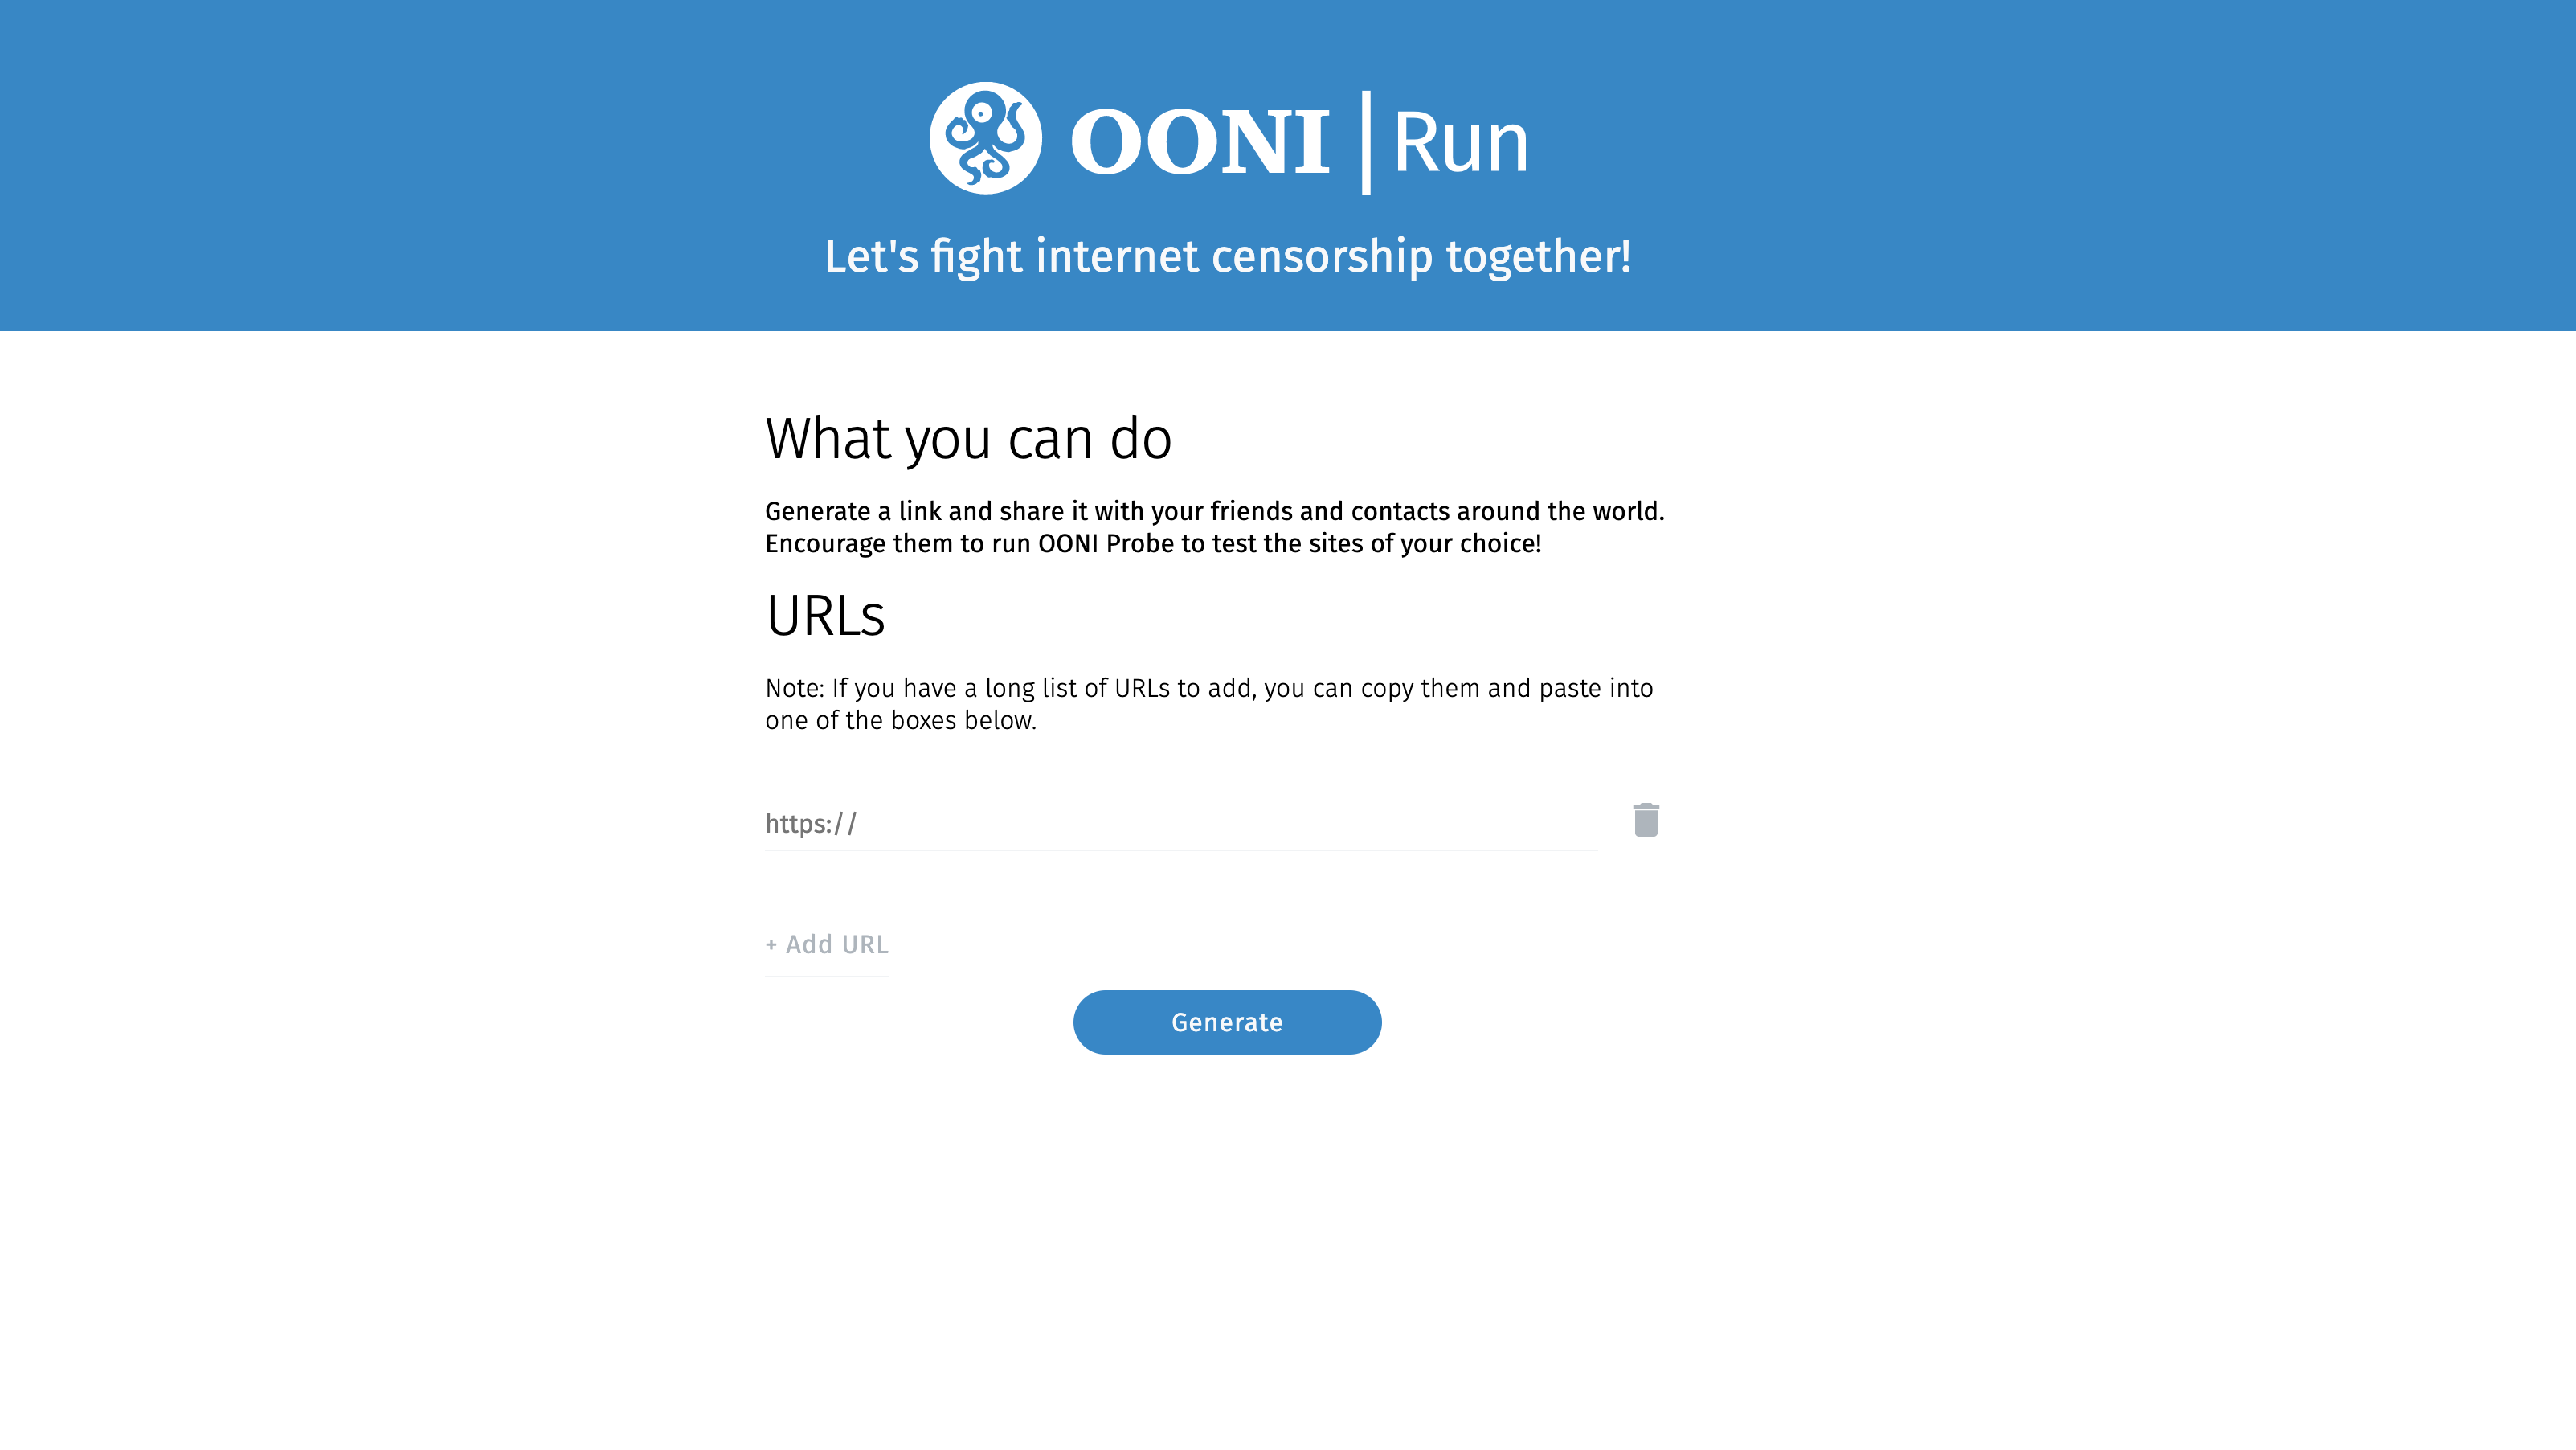 OONI | Run
Let's fight internet censorship together!
What you can do
Generate a link and share it with your friends and contacts around the world.
Encourage them to run OONI Probe to test the sites of your choice!
URLs
Note: If you have a long list of URLs to add, you can copy them and paste into
one of the boxes below.
https://
+ Add URL
Generate